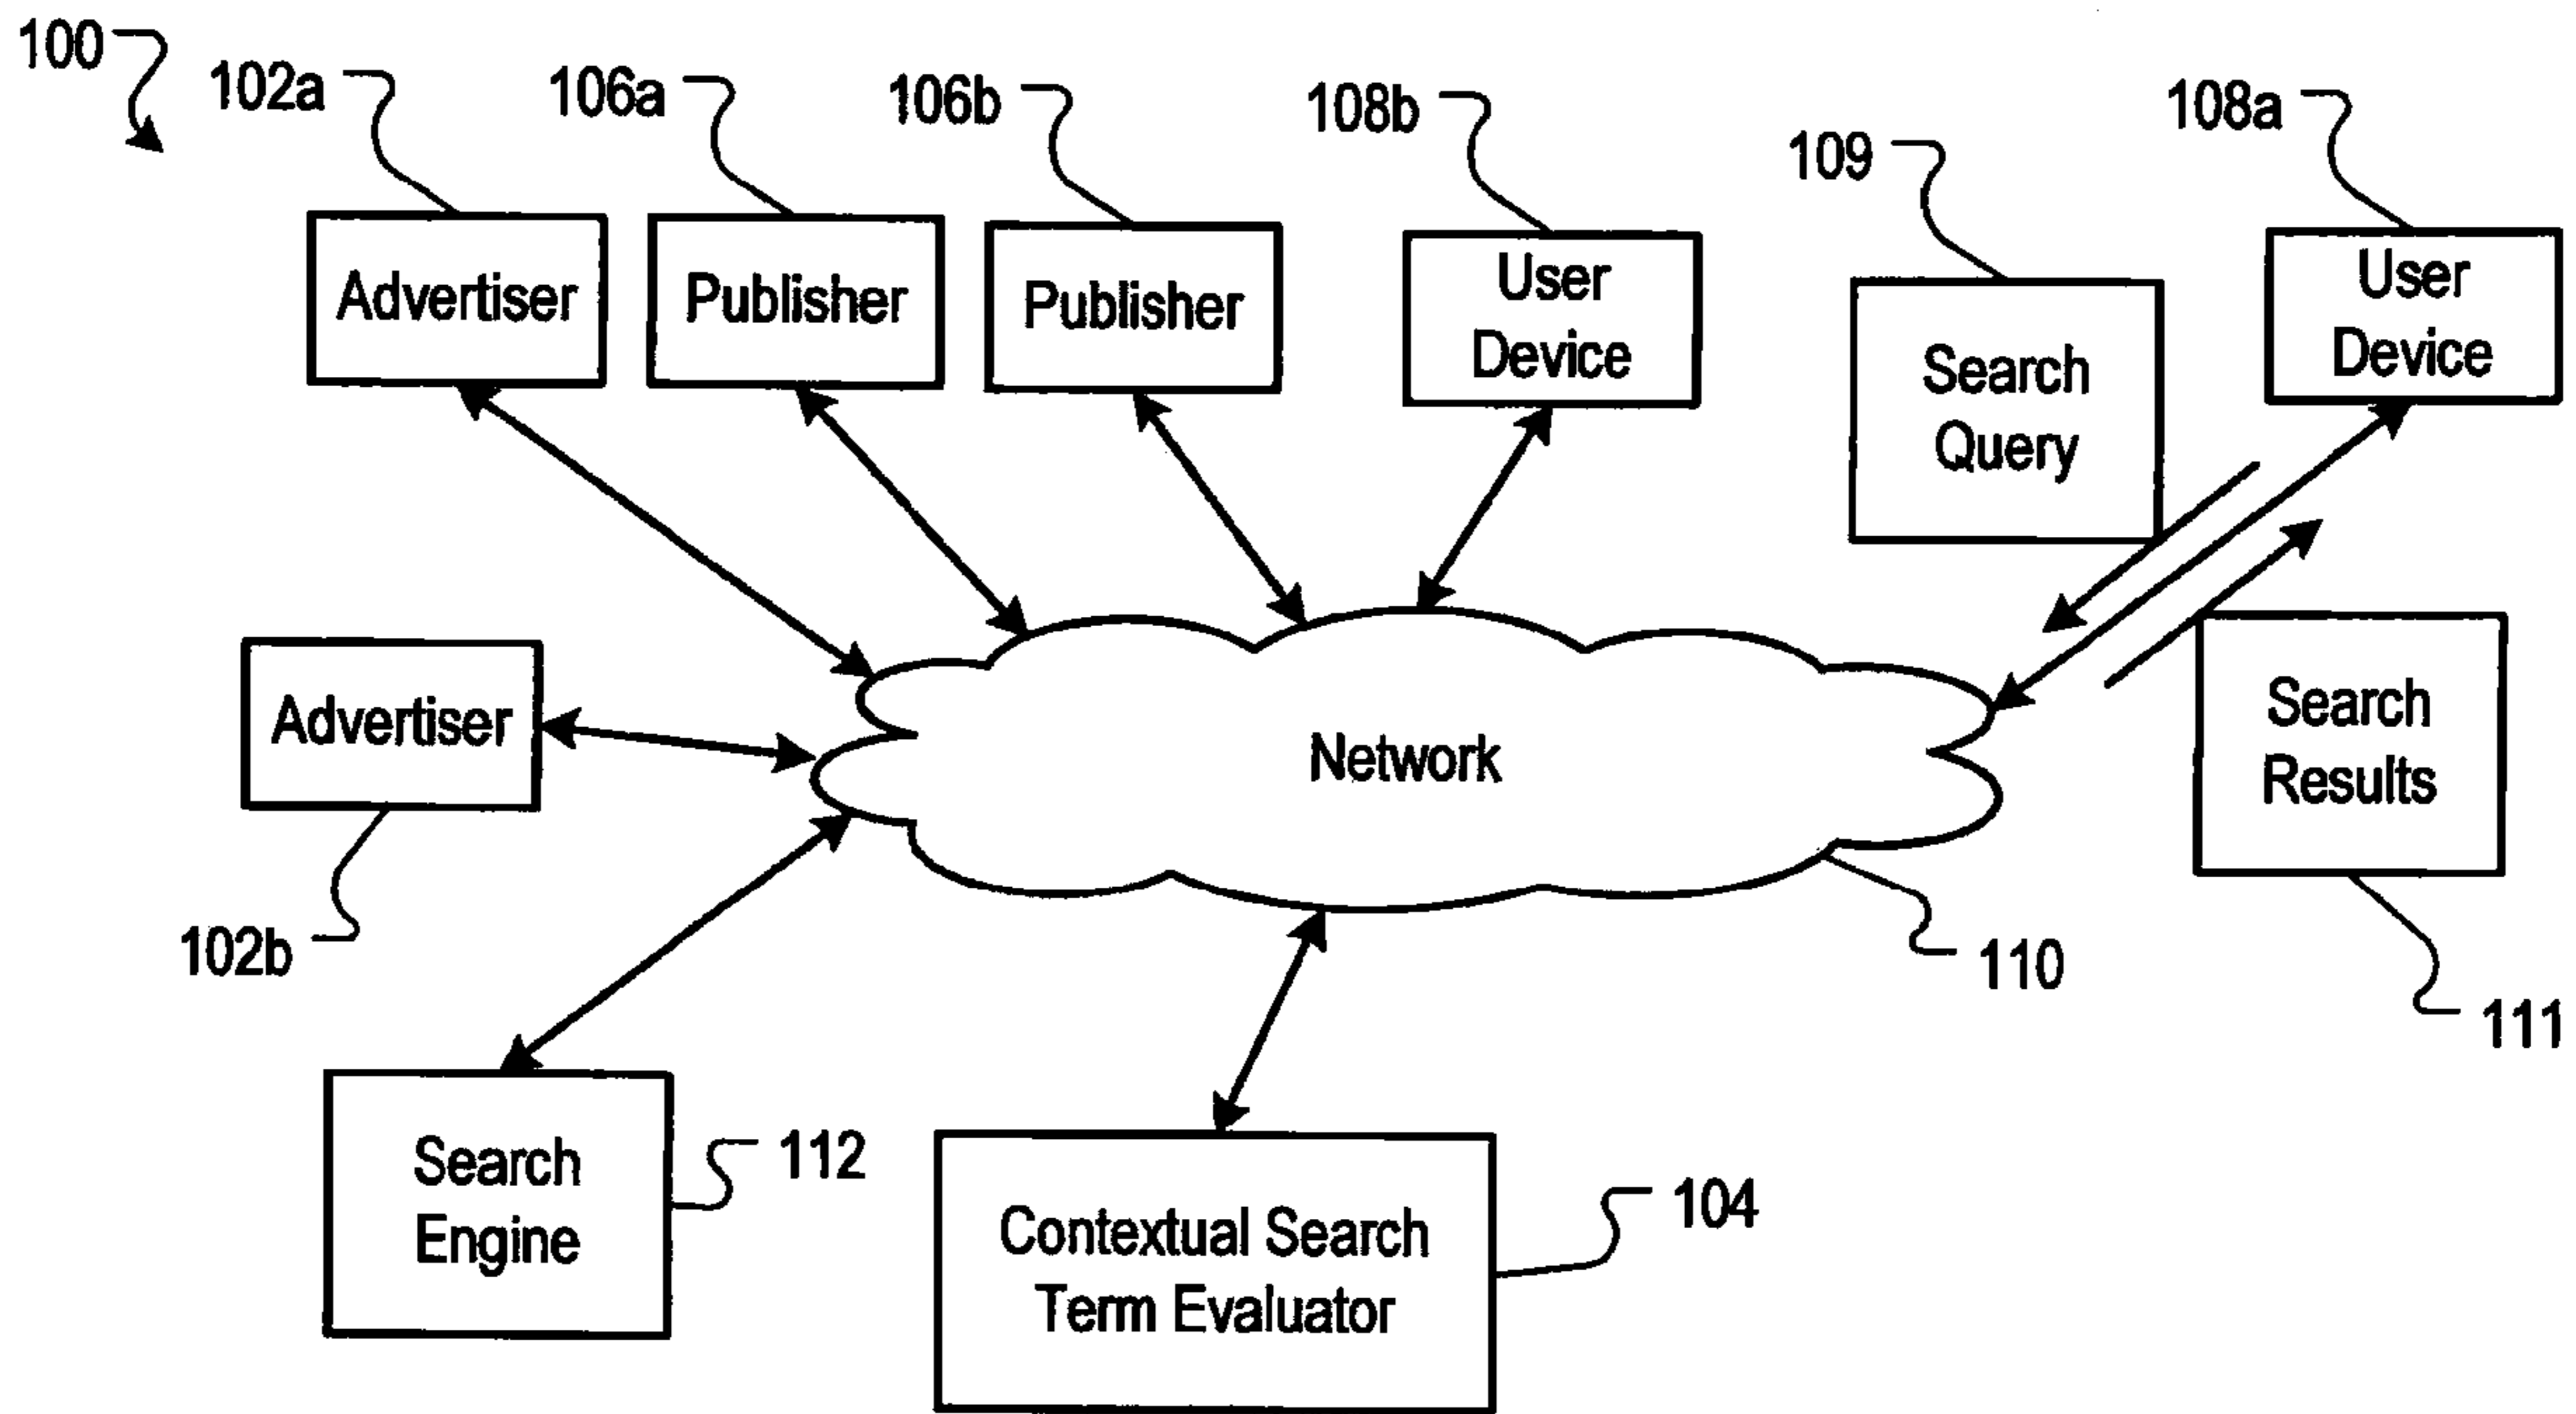 100
102a
106a
106b
108b
109
108a
Advertiser
Publisher
Publisher
User
Device
Search
Query
User
Device
Advertiser
Network
Search
Results
102b
110
111
Search
Engine
112
Contextual Search
Term Evaluator
104